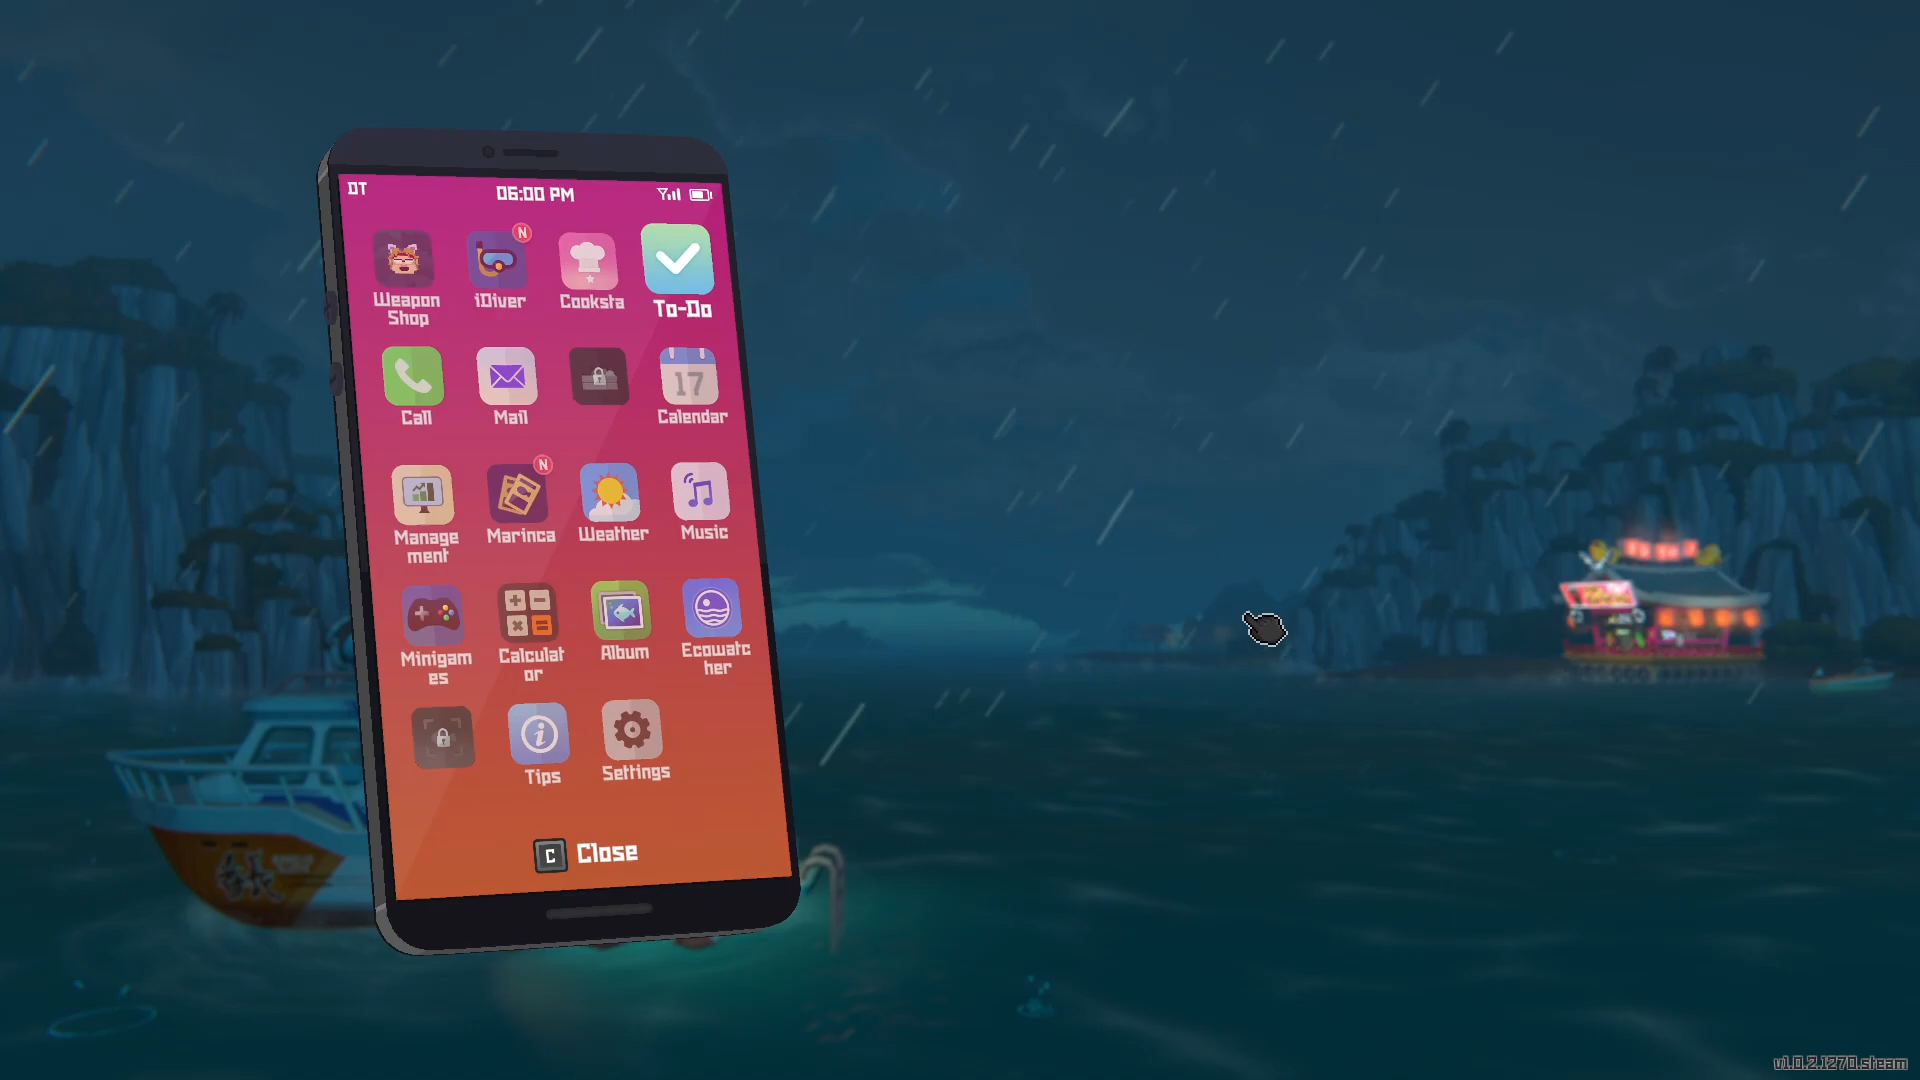 DT
06:00 PM
N
Weapon
Shop
iDiver
Cooksta
To-Do
Call
Mail
17
Calendar
N
Manage
ment
Marinca
Weather
Music
Minigam
es
Calculat
or
Album
Ecowatc
her
Tips
Settings
C Close
v1.0.2.1270.steam